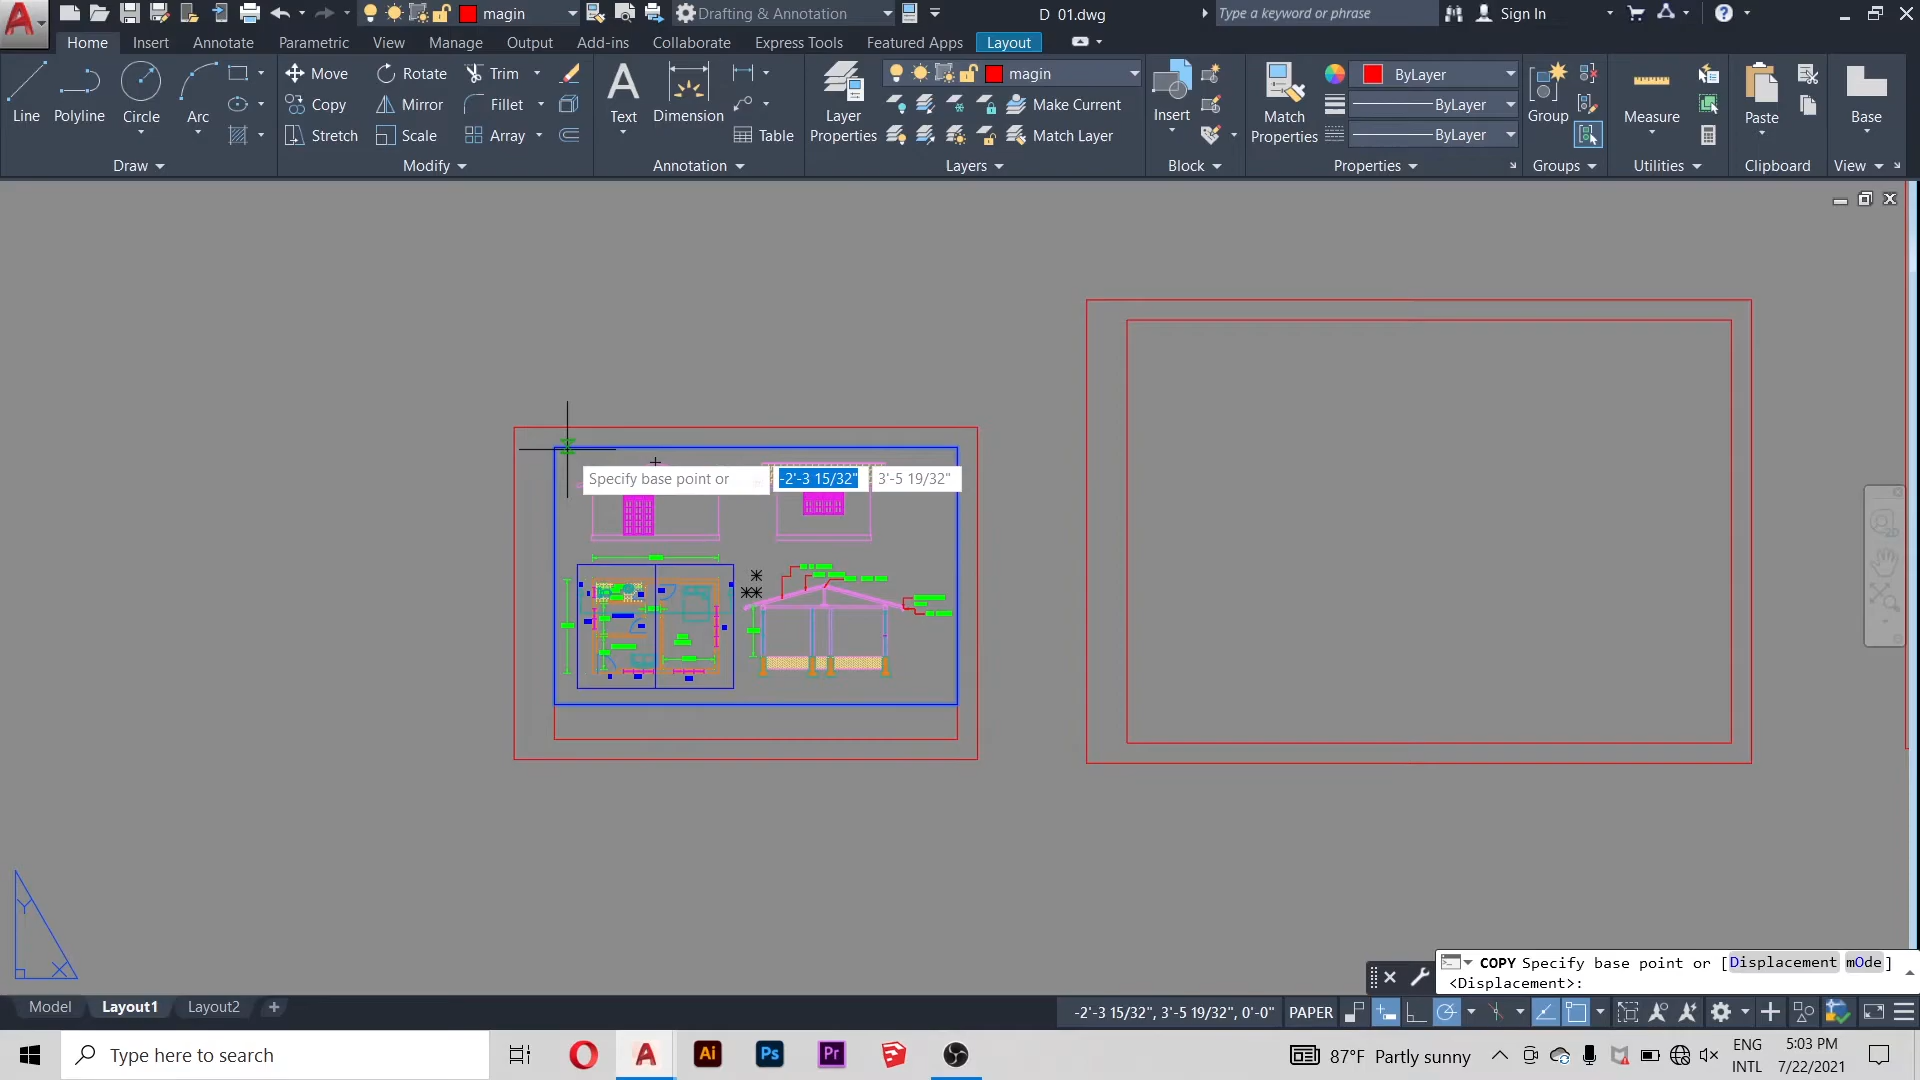 magin
Drafting & Annotation
D 01.dwg
Type a keyword or phrase
Sign In
Home
Insert
Annotate
Parametric
View
Manage
Output
Add-ins
Collaborate
Express Tools
Featured Apps
Layout
Line
Polyline
Circle
Arc
Move
Rotate
Trim
Copy
Mirror
Fillet
Stretch
Scale
Array
Text
Dimension
Table
Layer
Properties
magin
Make Current
Match Layer
Insert
Match
Properties
ByLayer
ByLayer
ByLayer
Group
Measure
Paste
Base
Draw
Modify
Annotation
Layers
Block
Properties
Groups
Utilities
Clipboard
View
Specify base point or
-2'-3 15/32"
3'-5 19/32"
2D
Y
X
COPY Specify base point or [Displacement mOde]
<Displacement>:
Model
Layout1
Layout2
-2'-3 15/32", 3'-5 19/32", 0'-0"
PAPER
Type here to search
Ai
Ps
Pr
87°F Partly sunny
ENG
INTL
5:03 PM
7/22/2021